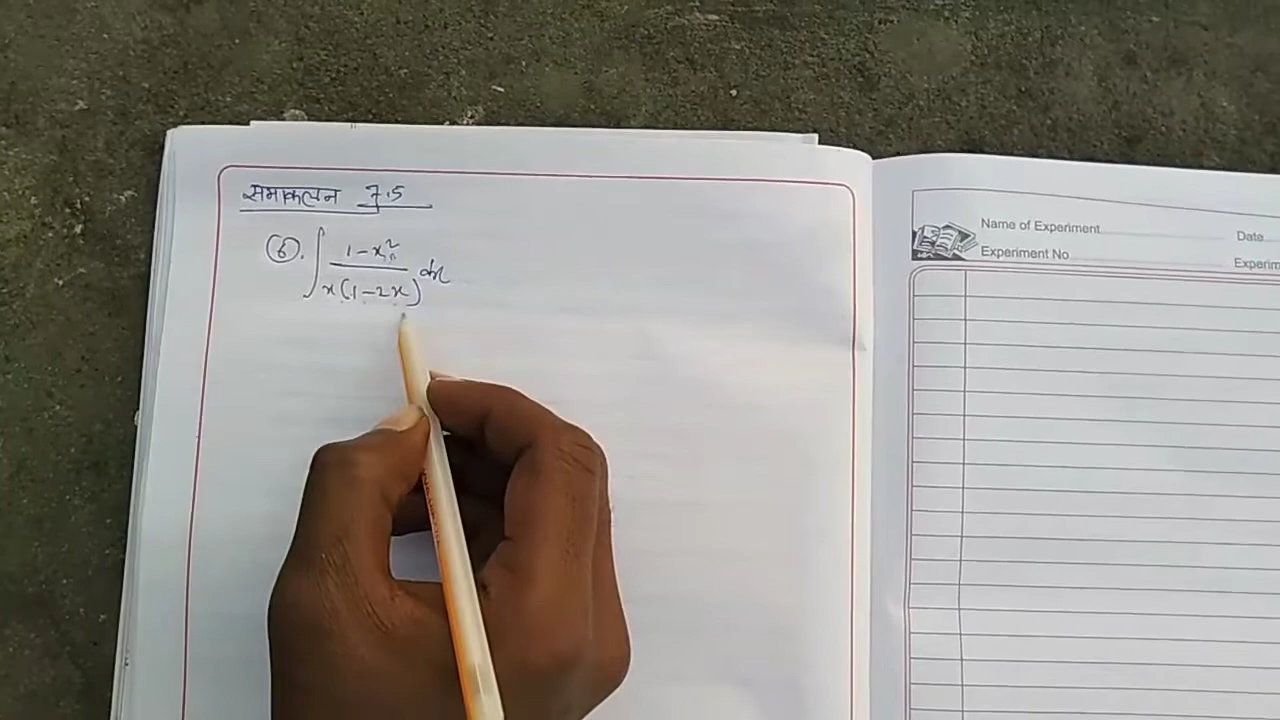 समाकलन 7.5
(6). ∫ 1-x² / x(1-2x) dx
Name of Experiment
Date
Experiment No
Experim